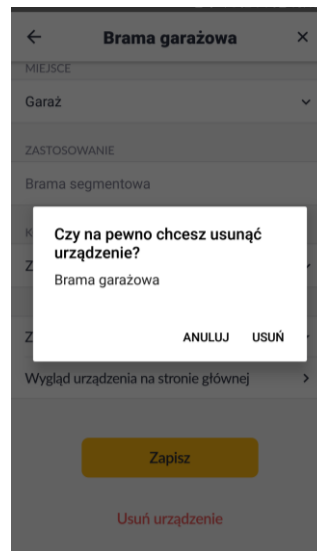 Brama garażowa
MIEJSCE
Garaż
ZASTOSOWANIE
Brama segmentowa
K
Czy na pewno chcesz usunąć
urządzenie?
Z
Brama garażowa
Z
ANULUJ USUŃ
Wygląd urządzenia na stronie głównej
Zapisz
Usuń urządzenie